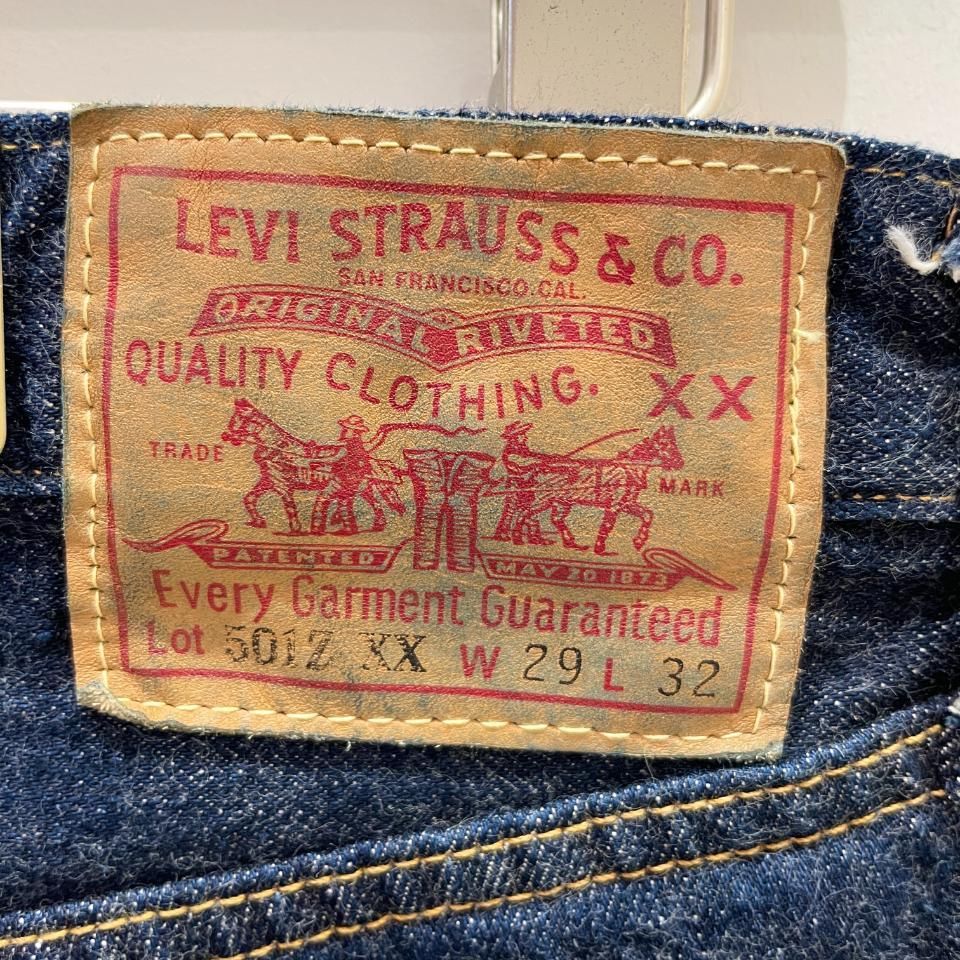 LEVI STRAUSS & CO.
SAN FRANCISCO, CAL.
ORIGINAL RIVETED
QUALITY CLOTHING. XX
TRADE MARK
PATENTED MAY 20 1873
Every Garment Guaranteed
Lot 501Z XX W 29 L 32